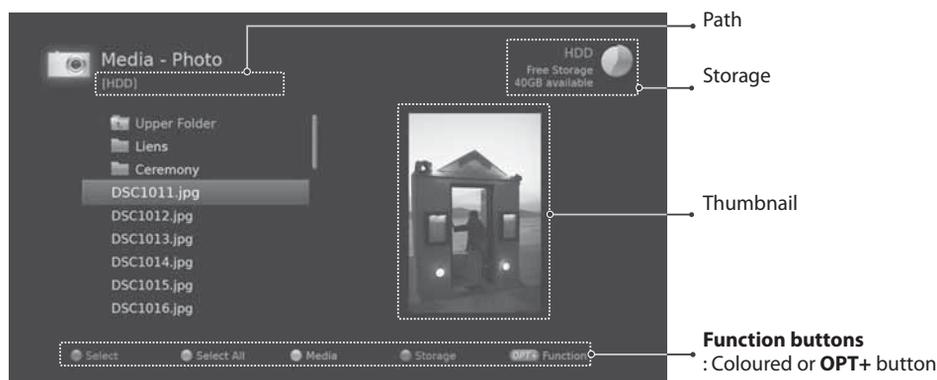 Path
Media - Photo
[HDD]
HDD
Free Storage
40GB available
Storage
Upper Folder
Liens
Ceremony
DSC1011.jpg
DSC1012.jpg
DSC1013.jpg
DSC1014.jpg
DSC1015.jpg
DSC1016.jpg
Thumbnail
Select Select All Media Storage OPT+ Function
Function buttons
: Coloured or OPT+ button